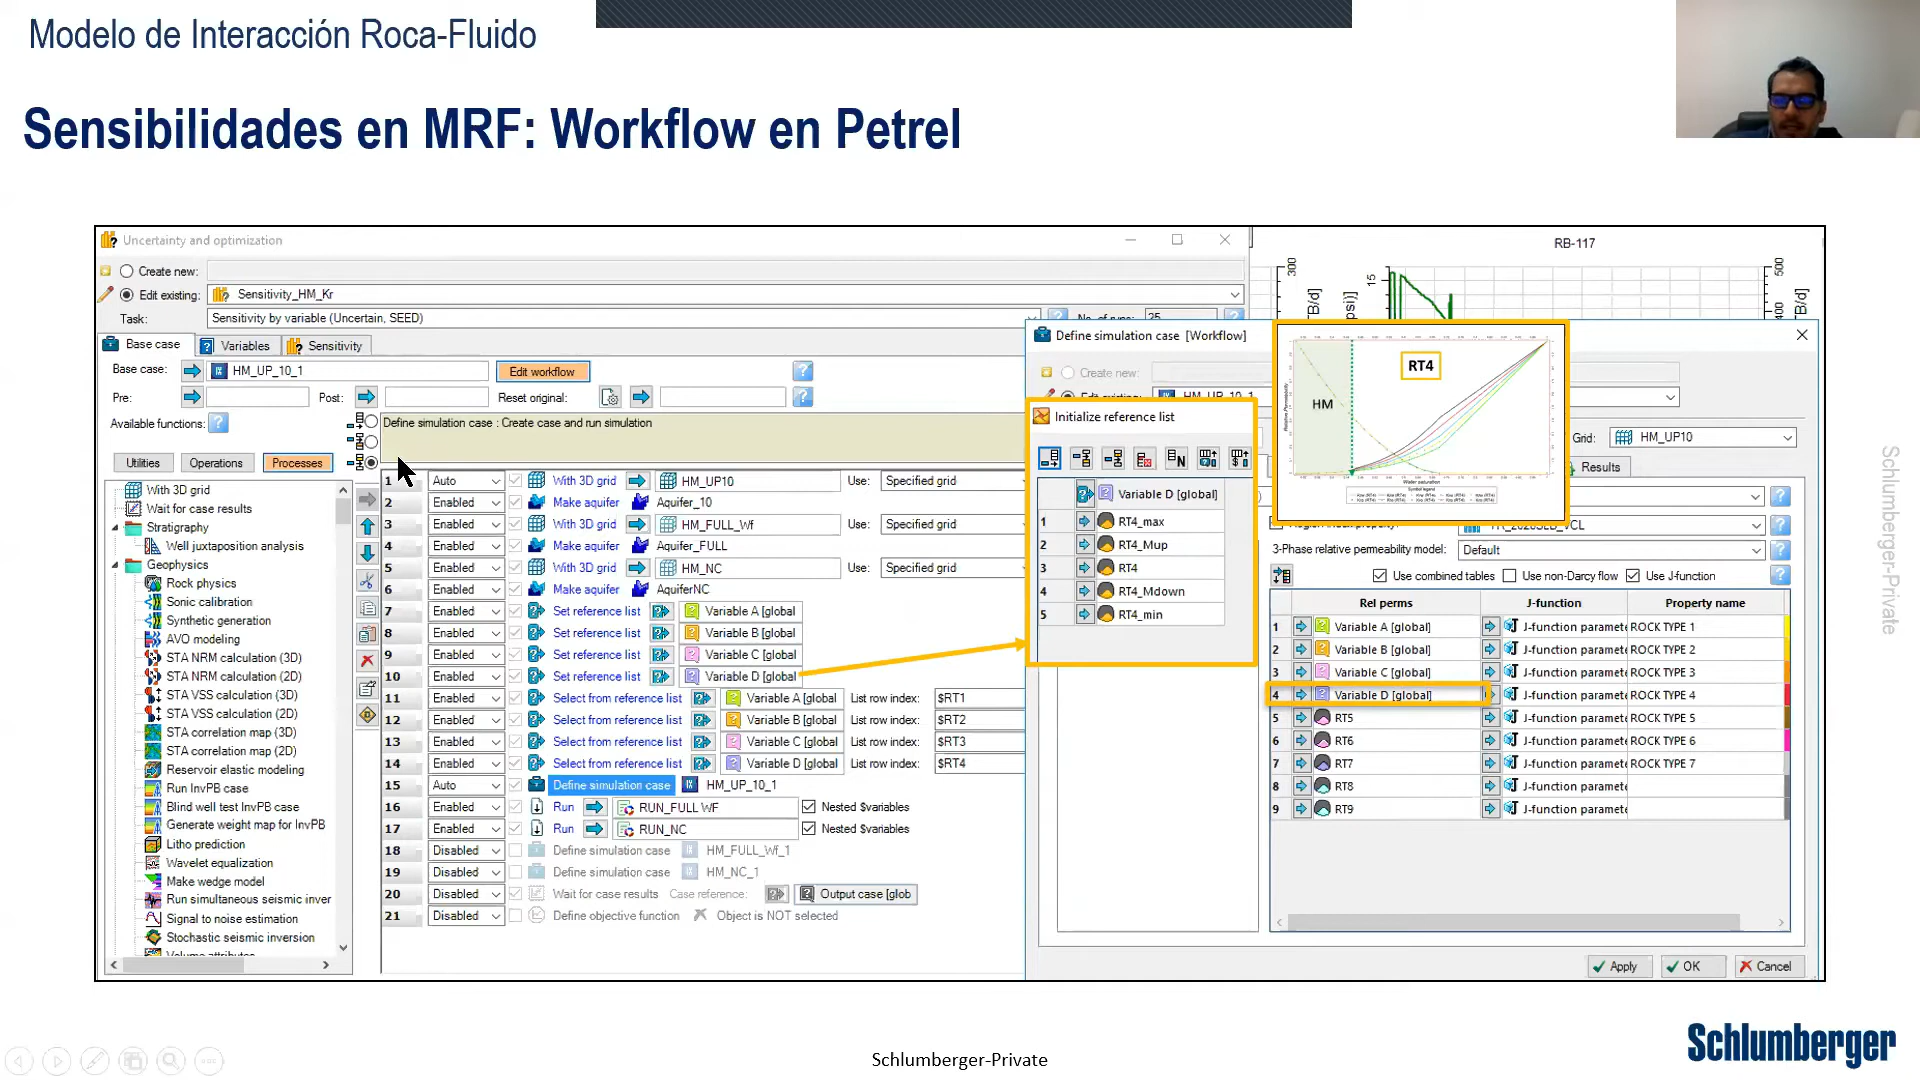 Modelo de Interacción Roca-Fluido
Sensibilidades en MRF: Workflow en Petrel
Uncertainty and optimization
Create new:
Edit existing: Sensitivity_HM_Kr
Task: Sensitivity by variable (Uncertain, SEED)
Base case Variables Sensitivity
Base case: HM_UP_10_1 Edit workflow
Pre: Post: Reset original:
Available functions:
Define simulation case : Create case and run simulation
Utilities Operations Processes
With 3D grid
Wait for case results
Stratigraphy
Well juxtaposition analysis
Geophysics
Rock physics
Sonic calibration
Synthetic generation
AVO modeling
STA NRM calculation (3D)
STA NRM calculation (2D)
STA VSS calculation (3D)
STA VSS calculation (2D)
STA correlation map (3D)
STA correlation map (2D)
Reservoir elastic modeling
Run InvPB case
Blind well test InvPB case
Generate weight map for InvPB
Litho prediction
Wavelet equalization
Make wedge model
Run simultaneous seismic inver
Signal to noise estimation
Stochastic seismic inversion
1 Auto With 3D grid HM_UP10 Use: Specified grid
2 Enabled Make aquifer Aquifer_10
3 Enabled With 3D grid HM_FULL_Wf Use: Specified grid
4 Enabled Make aquifer Aquifer_FULL
5 Enabled With 3D grid HM_NC Use: Specified grid
6 Enabled Make aquifer AquiferNC
7 Enabled Set reference list Variable A [global
8 Enabled Set reference list Variable B [global
9 Enabled Set reference list Variable C [global
10 Enabled Set reference list Variable D [global
11 Enabled Select from reference list Variable A [global List row index: $RT1
12 Enabled Select from reference list Variable B [global List row index: $RT2
13 Enabled Select from reference list Variable C [global List row index: $RT3
14 Enabled Select from reference list Variable D [global List row index: $RT4
15 Auto Define simulation case HM_UP_10_1
16 Enabled Run RUN_FULL WF Nested $variables
17 Enabled Run RUN_NC Nested $variables
18 Disabled Define simulation case HM_FULL_Wf_1
19 Disabled Define simulation case HM_NC_1
20 Disabled Wait for case results Case reference: Output case [glob
21 Disabled Define objective function Object is NOT selected
RB-117
300
15
500
400
Define simulation case [Workflow]
Create new:
Grid: HM_UP10
Results
Initialize reference list
Variable D [global]
1 RT4_max
2 RT4_Mup
3 RT4
4 RT4_Mdown
5 RT4_min
RT4
HM
3-Phase relative permeability model: Default
Use combined tables Use non-Darcy flow Use J-function
Rel perms J-function Property name
1 Variable A [global] J-function paramete ROCK TYPE 1
2 Variable B [global] J-function paramete ROCK TYPE 2
3 Variable C [global] J-function paramete ROCK TYPE 3
4 Variable D [global] J-function paramete ROCK TYPE 4
5 RT5 J-function paramete ROCK TYPE 5
6 RT6 J-function paramete ROCK TYPE 6
7 RT7 J-function paramete ROCK TYPE 7
8 RT8 J-function paramete
9 RT9 J-function paramete
Apply OK Cancel
Schlumberger-Private
Schlumberger-Private
Schlumberger